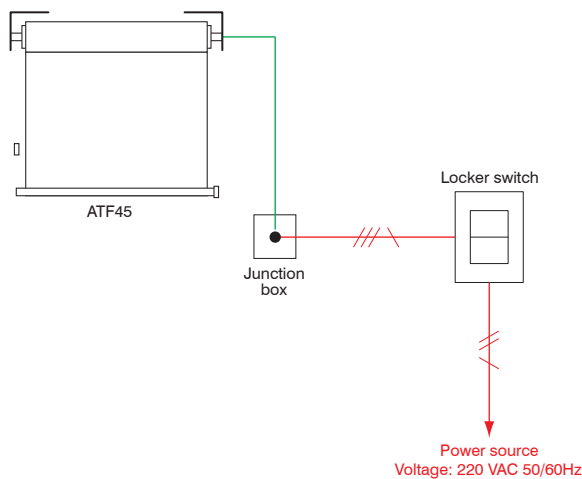 Locker switch
ATF45
Junction
box
Power source
Voltage: 220 VAC 50/60Hz